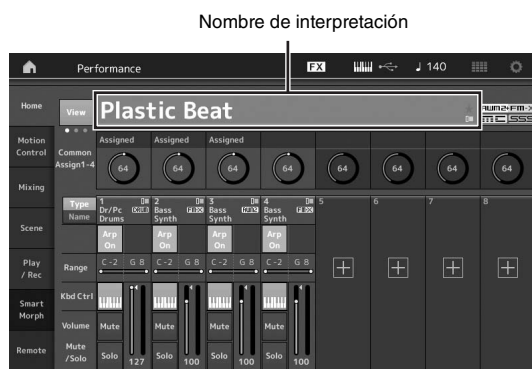 Nombre de interpretación
Performance FX 140
Home View Plastic Beat
Motion Control Common Assign1-4 Assigned Assigned Assigned
64 64 64 64 64 64 64 64
Mixing
Type Name 1 Dr/Pc Drums 2 Bass Synth 3 Bass Synth 4 Bass Synth 5 6 7 8
Scene Arp On Arp On Arp On Arp On
Play / Rec Range C -2 G 8 C -2 G 8 C -2 G 8 C -2 G 8
Smart Morph Kbd Ctrl
Volume Mute Mute Mute Mute
Remote Mute /Solo Solo 127 Solo 100 Solo 100 Solo 100